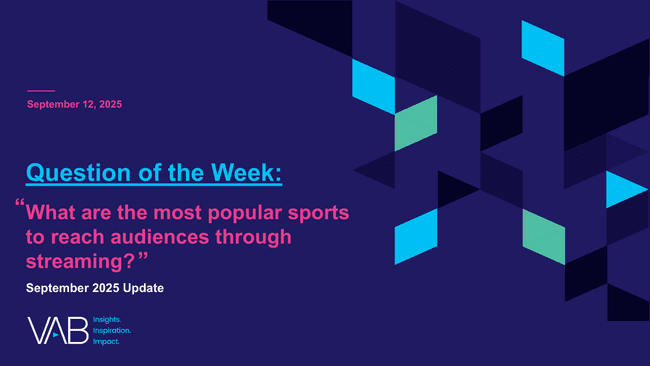 September 12, 2025
Question of the Week:
“What are the most popular sports
to reach audiences through
streaming?”
September 2025 Update
VAB
Insights.
Inspiration.
Impact.